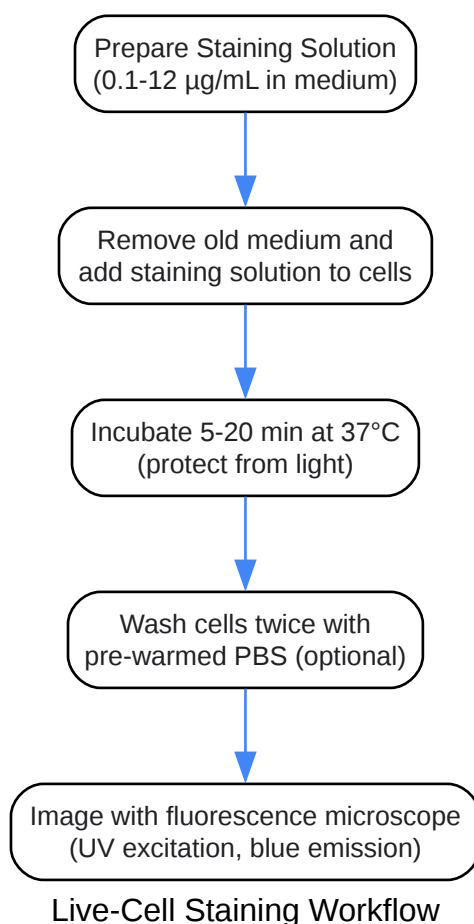 Prepare Staining Solution
(0.1-12 µg/mL in medium)
Remove old medium and
add staining solution to cells
Incubate 5-20 min at 37°C
(protect from light)
Wash cells twice with
pre-warmed PBS (optional)
Image with fluorescence microscope
(UV excitation, blue emission)
Live-Cell Staining Workflow